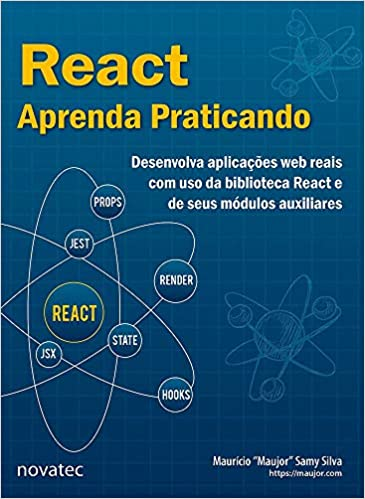 React
Aprenda Praticando
Desenvolva aplicações web reais
com uso da biblioteca React e
de seus módulos auxiliares
PROPS
JEST
RENDER
REACT
STATE
JSX
HOOKS
Maurício "Maujor" Samy Silva
https://maujor.com
novatec